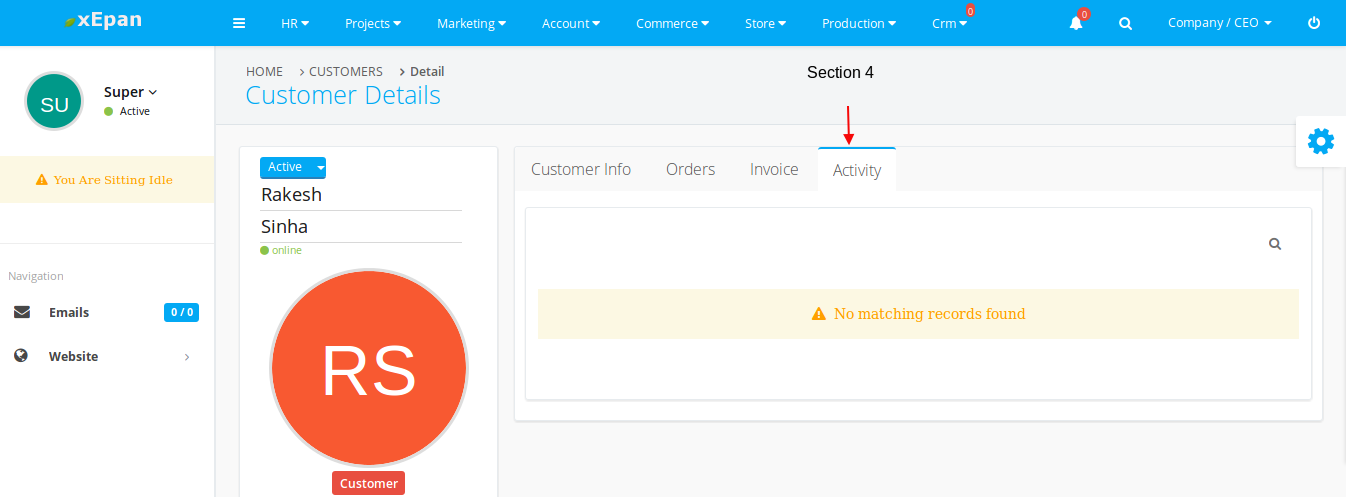 xEpan
HR Projects Marketing Account Commerce Store Production Crm 0 0 Company / CEO
SU
Super
Active
You Are Sitting Idle
Navigation
Emails 0 / 0
Website
HOME > CUSTOMERS > Detail
Customer Details
Section 4
Active
Rakesh
Sinha
online
RS
Customer
Customer Info Orders Invoice Activity
No matching records found